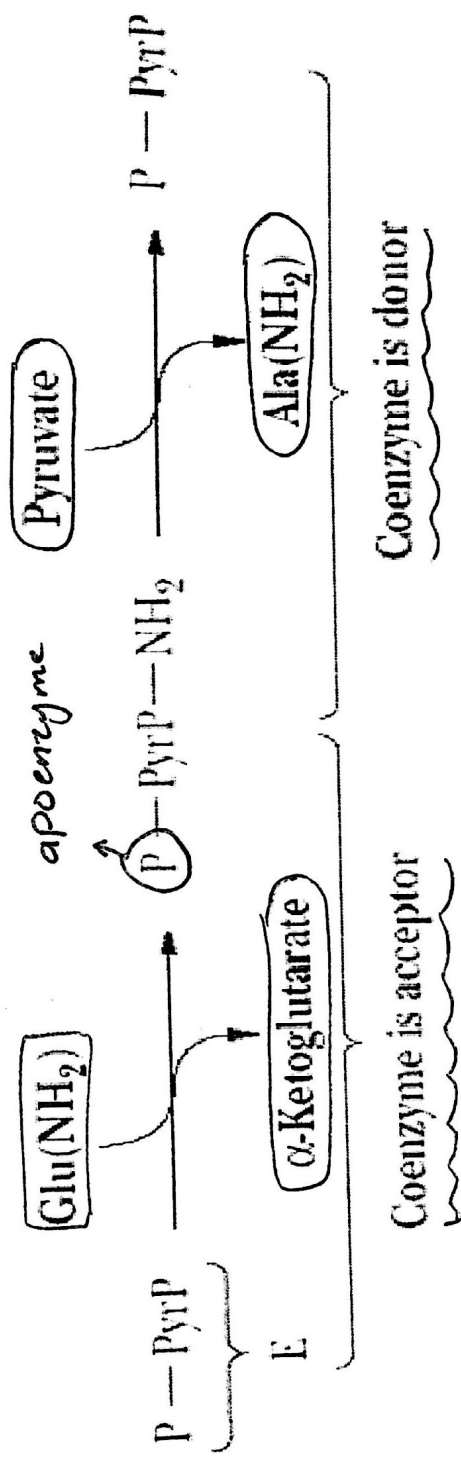 Glu(NH₂)
apoenzyme
Pyruvate
P — PyrP
P — PyrP — NH₂
P — PyrP
E
α-Ketoglutarate
Ala(NH₂)
Coenzyme is acceptor
Coenzyme is donor